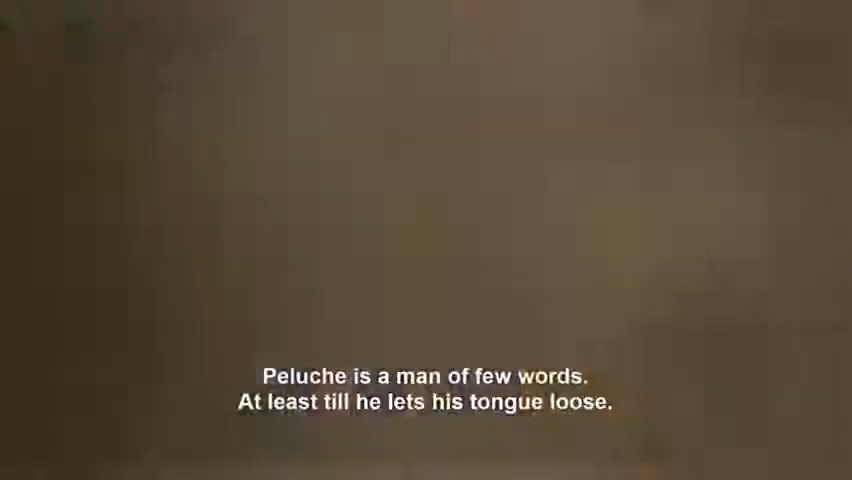 Peluche is a man of few words.
At least till he lets his tongue loose.